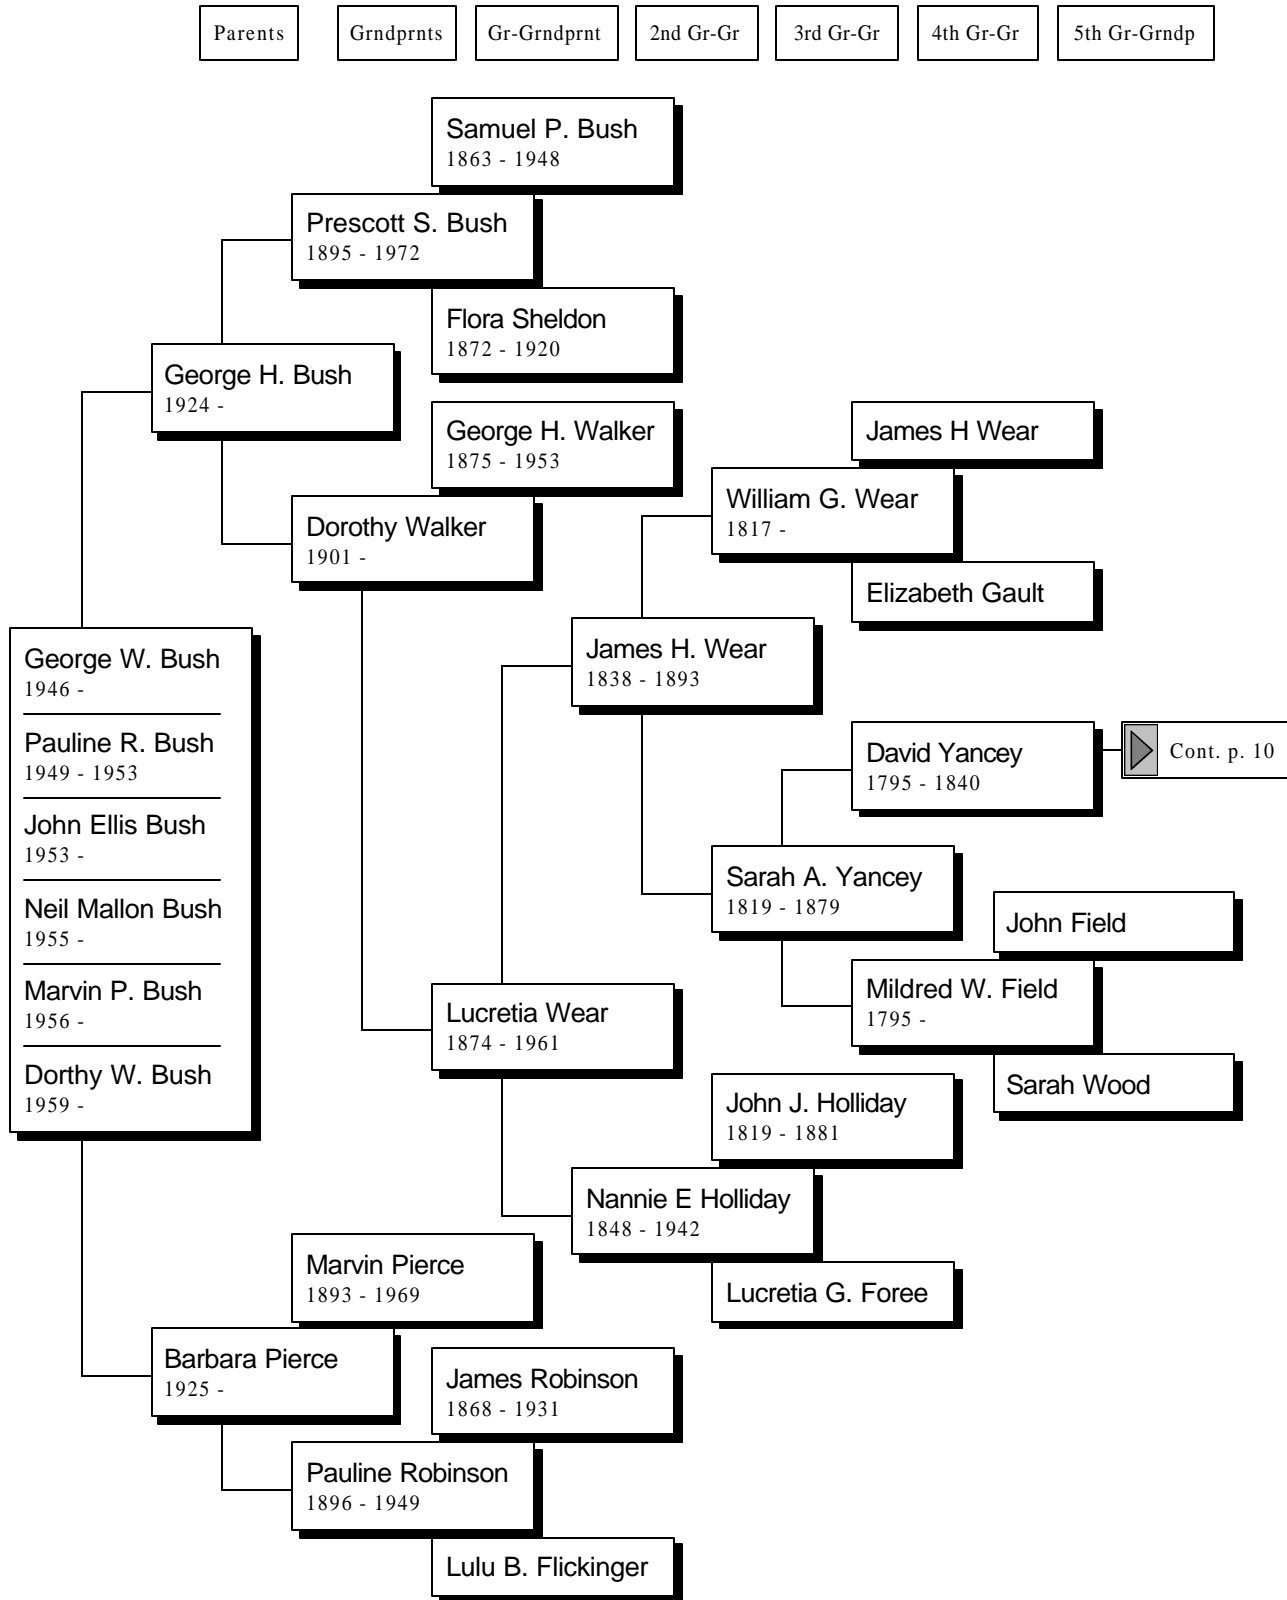 Parents
Grndprnts
Gr-Grndprnt
2nd Gr-Gr
3rd Gr-Gr
4th Gr-Gr
5th Gr-Grndp
Samuel P. Bush
1863 - 1948
Prescott S. Bush
1895 - 1972
Flora Sheldon
1872 - 1920
George H. Bush
1924 -
George H. Walker
1875 - 1953
Dorothy Walker
1901 -
James H Wear
William G. Wear
1817 -
Elizabeth Gault
James H. Wear
1838 - 1893
George W. Bush
1946 -
Pauline R. Bush
1949 - 1953
John Ellis Bush
1953 -
Neil Mallon Bush
1955 -
Marvin P. Bush
1956 -
Dorthy W. Bush
1959 -
David Yancey
1795 - 1840
Cont. p. 10
Sarah A. Yancey
1819 - 1879
John Field
Mildred W. Field
1795 -
Sarah Wood
Lucretia Wear
1874 - 1961
John J. Holliday
1819 - 1881
Nannie E Holliday
1848 - 1942
Lucretia G. Foree
Marvin Pierce
1893 - 1969
Barbara Pierce
1925 -
James Robinson
1868 - 1931
Pauline Robinson
1896 - 1949
Lulu B. Flickinger